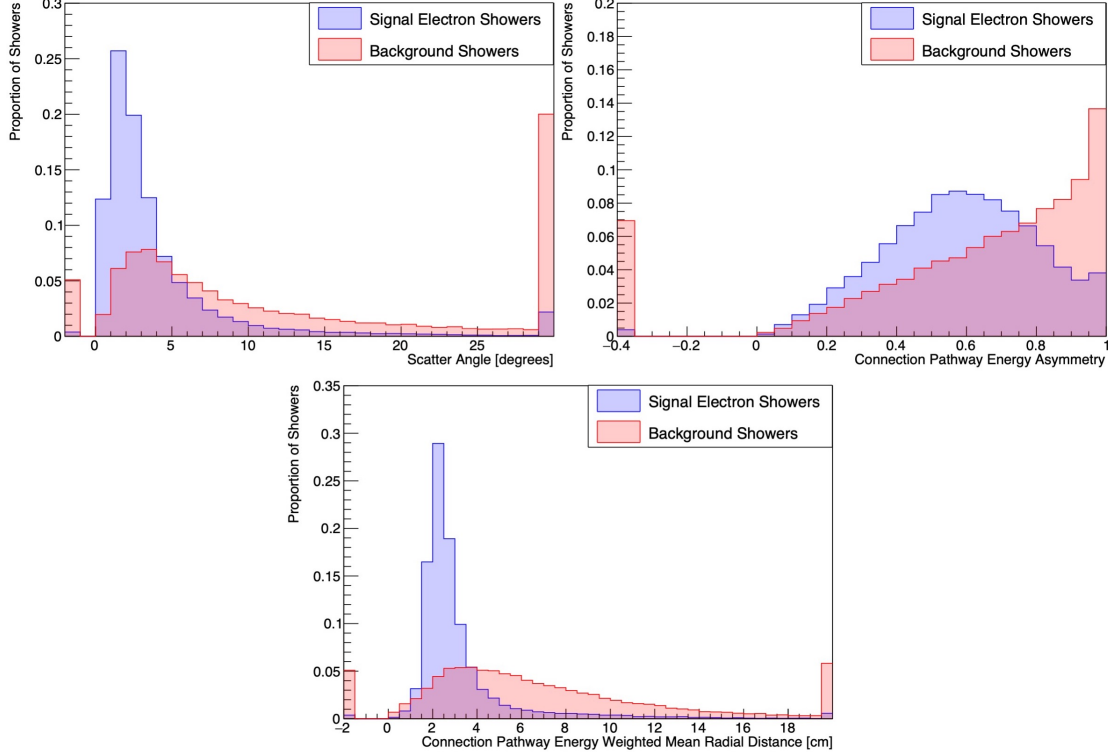 Proportion of Showers
0.3
0.25
0.2
0.15
0.1
0.05
0
Signal Electron Showers
Background Showers
0 5 10 15 20 25
Scatter Angle [degrees]
Proportion of Showers
0.2
0.18
0.16
0.14
0.12
0.1
0.08
0.06
0.04
0.02
0
Signal Electron Showers
Background Showers
−0.4 −0.2 0 0.2 0.4 0.6 0.8 1
Connection Pathway Energy Asymmetry
Proportion of Showers
0.35
0.3
0.25
0.2
0.15
0.1
0.05
0
Signal Electron Showers
Background Showers
−2 0 2 4 6 8 10 12 14 16 18
Connection Pathway Energy Weighted Mean Radial Distance [cm]